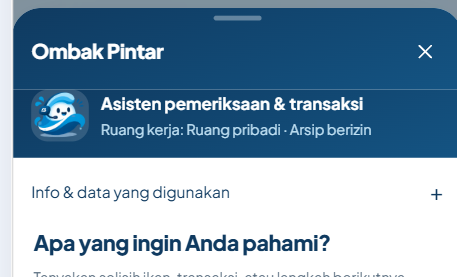 Ombak Pintar
Asisten pemeriksaan & transaksi
Ruang kerja: Ruang pribadi · Arsip berizin
Info & data yang digunakan
Apa yang ingin Anda pahami?